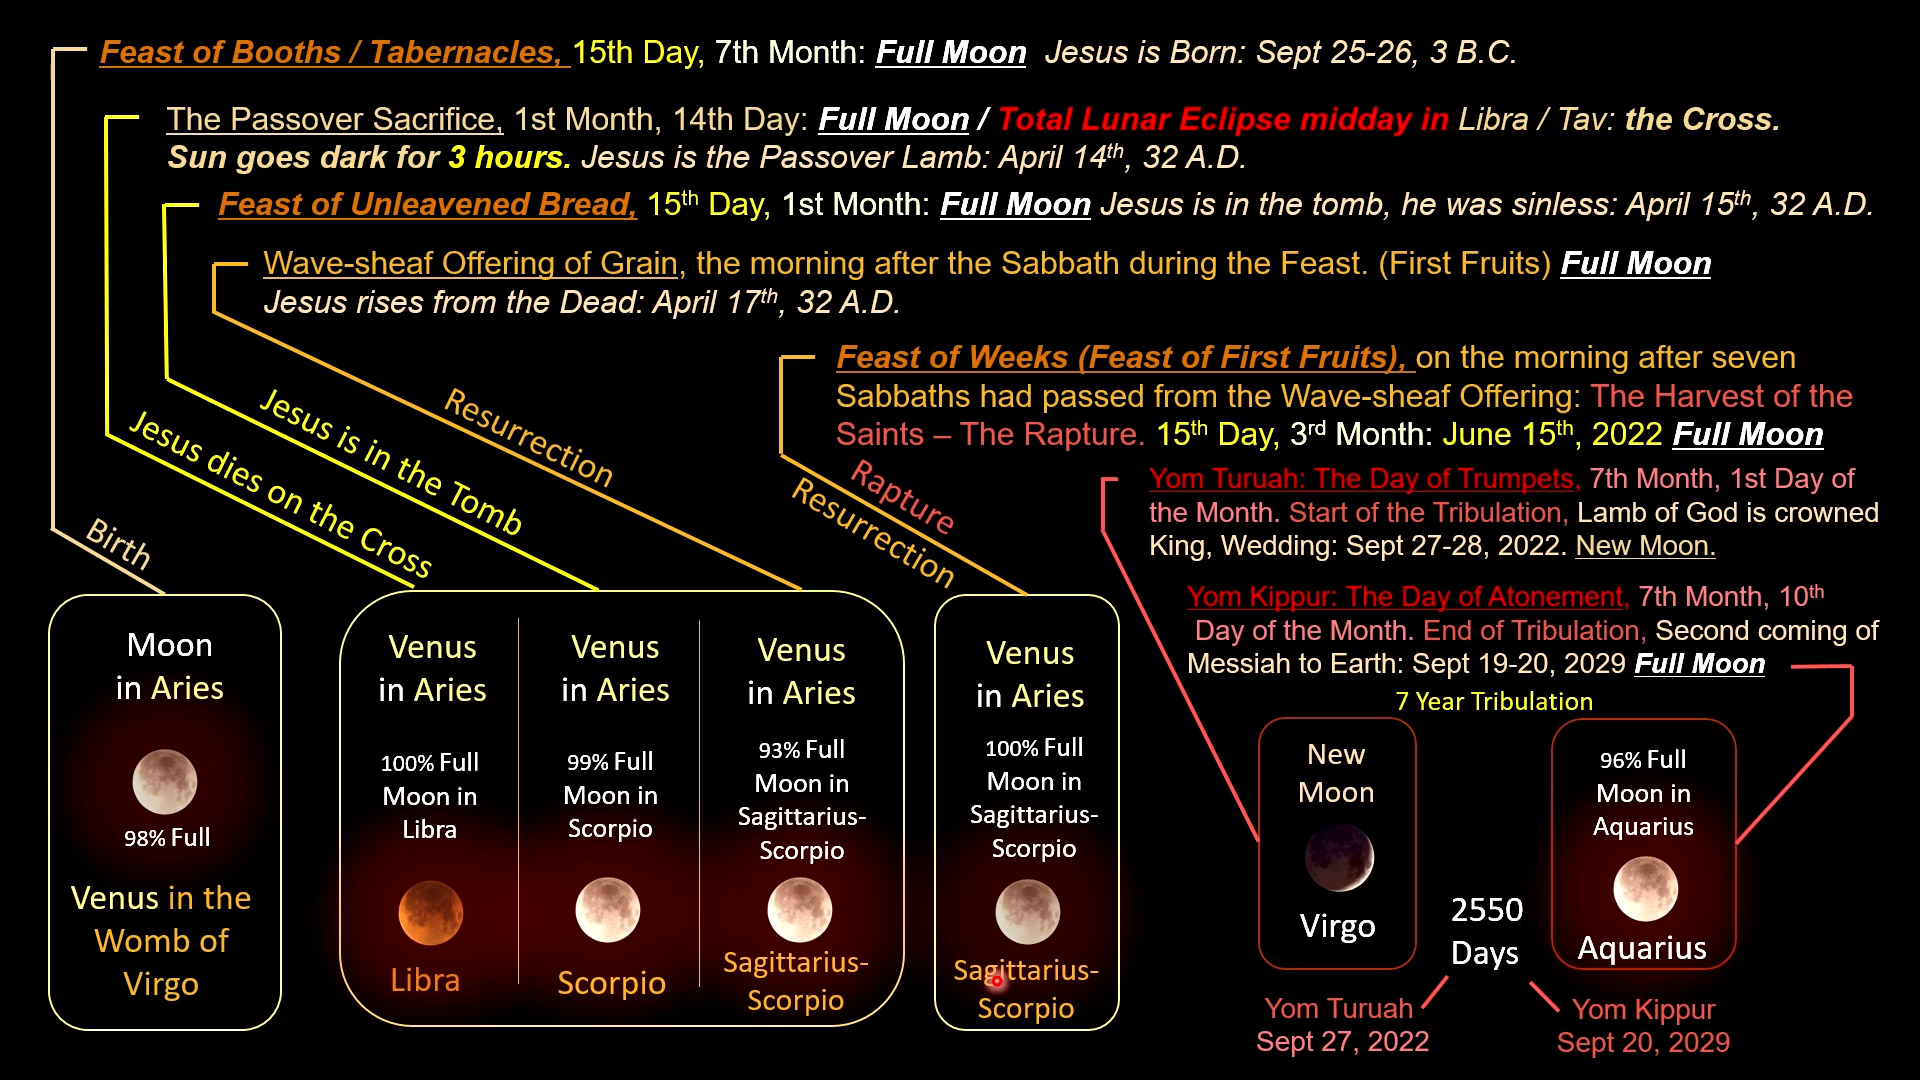 Feast of Booths / Tabernacles, 15th Day, 7th Month: Full Moon Jesus is Born: Sept 25-26, 3 B.C.
The Passover Sacrifice, 1st Month, 14th Day: Full Moon / Total Lunar Eclipse midday in Libra / Tav: the Cross.
Sun goes dark for 3 hours. Jesus is the Passover Lamb: April 14th, 32 A.D.
Feast of Unleavened Bread, 15th Day, 1st Month: Full Moon Jesus is in the tomb, he was sinless: April 15th, 32 A.D.
Wave-sheaf Offering of Grain, the morning after the Sabbath during the Feast. (First Fruits) Full Moon
Jesus rises from the Dead: April 17th, 32 A.D.
Feast of Weeks (Feast of First Fruits), on the morning after seven
Sabbaths had passed from the Wave-sheaf Offering: The Harvest of the
Saints – The Rapture. 15th Day, 3rd Month: June 15th, 2022 Full Moon
Yom Turuah: The Day of Trumpets, 7th Month, 1st Day of
the Month. Start of the Tribulation, Lamb of God is crowned
King, Wedding: Sept 27-28, 2022. New Moon.
Yom Kippur: The Day of Atonement, 7th Month, 10th
Day of the Month. End of Tribulation, Second coming of
Messiah to Earth: Sept 19-20, 2029 Full Moon
7 Year Tribulation
Birth
Jesus dies on the Cross
Jesus is in the Tomb
Resurrection
Rapture
Resurrection
Moon
in Aries
98% Full
Venus in the
Womb of
Virgo
Venus
in Aries
100% Full
Moon in
Libra
Libra
Venus
in Aries
99% Full
Moon in
Scorpio
Scorpio
Venus
in Aries
93% Full
Moon in
Sagittarius-
Scorpio
Sagittarius-
Scorpio
Venus
in Aries
100% Full
Moon in
Sagittarius-
Scorpio
Sagittarius-
Scorpio
New
Moon
Virgo
2550
Days
96% Full
Moon in
Aquarius
Aquarius
Yom Turuah
Sept 27, 2022
Yom Kippur
Sept 20, 2029